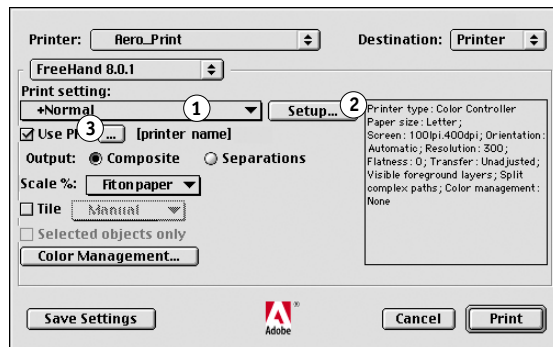 Printer: Aero_Print Destination: Printer
FreeHand 8.0.1
Print setting:
+Normal 1 Setup... 2
Use P 3 ... [printer name]
Output: Composite Separations
Scale %: Fit on paper
Tile Manual
Selected objects only
Color Management...
Printer type: Color Controller
Paper size: Letter;
Screen: 100lpi.400dpi; Orientation:
Automatic; Resolution: 300;
Flatness: 0; Transfer: Unadjusted;
Visible foreground layers; Split
complex paths; Color management:
None
Save Settings Adobe ® Cancel Print